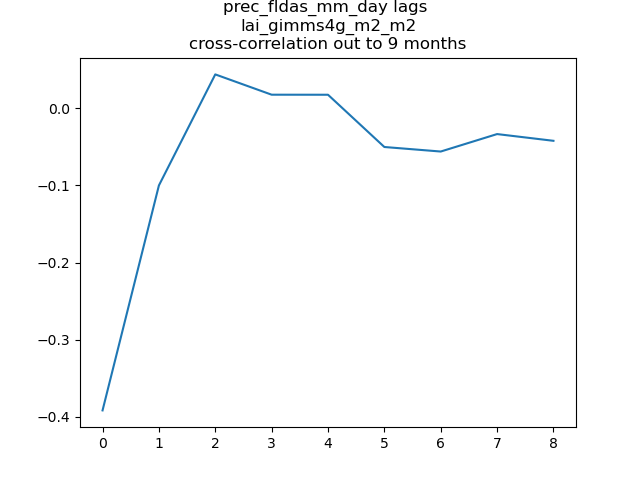 prec_fldas_mm_day lags
lai_gimms4g_m2_m2
cross-correlation out to 9 months
0.0
−0.1
−0.2
−0.3
−0.4
0 1 2 3 4 5 6 7 8